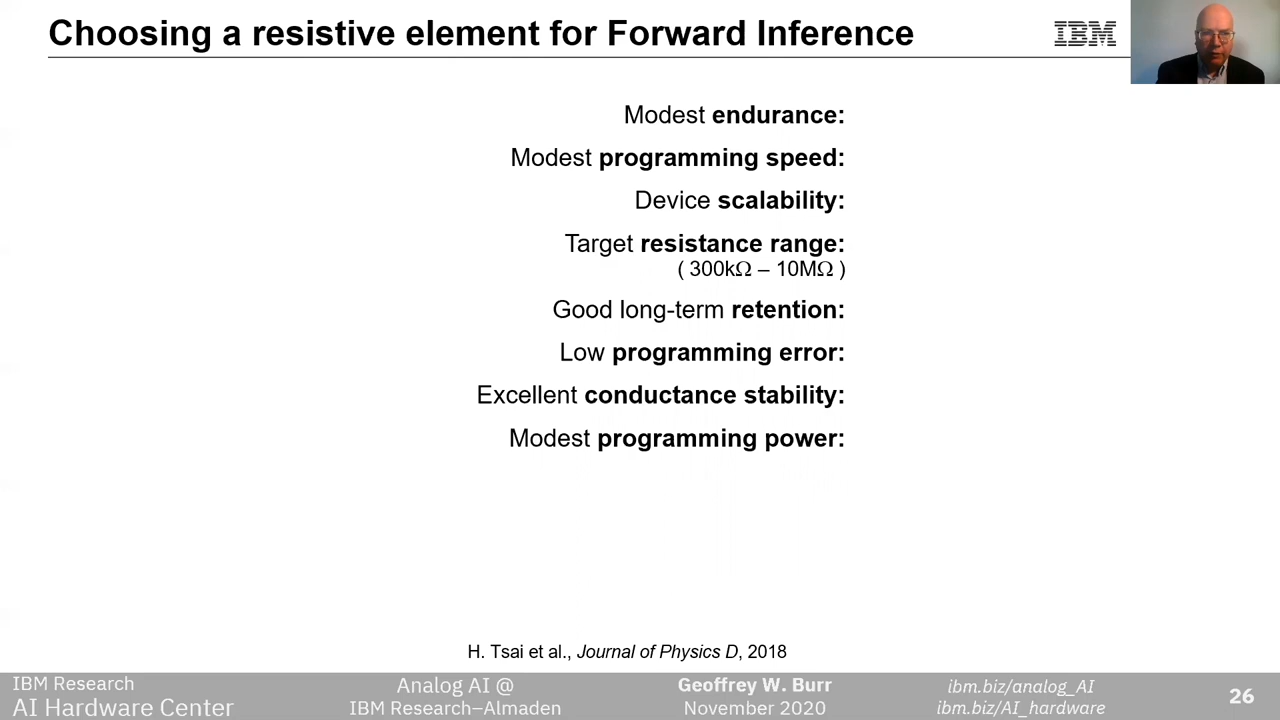 Choosing a resistive element for Forward Inference
IBM
Modest endurance:
Modest programming speed:
Device scalability:
Target resistance range:
( 300kΩ – 10MΩ )
Good long-term retention:
Low programming error:
Excellent conductance stability:
Modest programming power:
H. Tsai et al., Journal of Physics D, 2018
IBM Research
AI Hardware Center
Analog AI @
IBM Research–Almaden
Geoffrey W. Burr
November 2020
ibm.biz/analog_AI
ibm.biz/AI_hardware
26